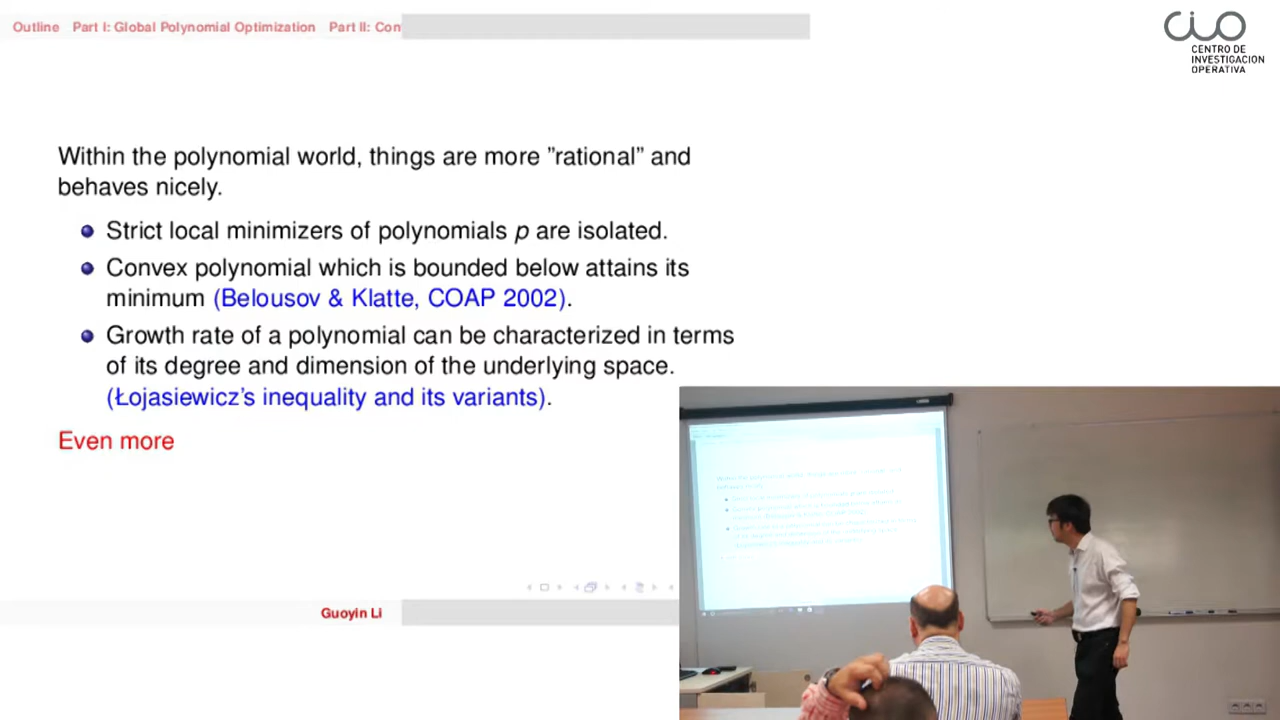 Outline Part I: Global Polynomial Optimization Part II: Con
CIO
CENTRO DE
INVESTIGACION
OPERATIVA
Within the polynomial world, things are more ”rational” and
behaves nicely.
Strict local minimizers of polynomials p are isolated.
Convex polynomial which is bounded below attains its
minimum (Belousov & Klatte, COAP 2002).
Growth rate of a polynomial can be characterized in terms
of its degree and dimension of the underlying space.
(Łojasiewicz’s inequality and its variants).
Even more
Guoyin Li